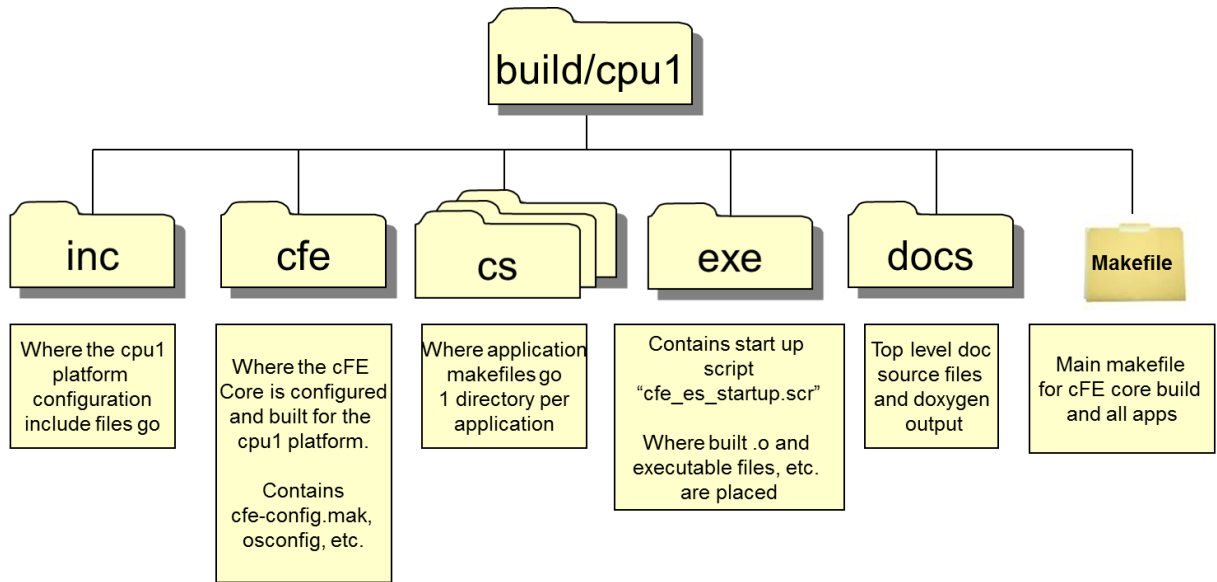 build/cpu1
inc
cfe
cs
exe
docs
Makefile
Where the cpu1
platform
configuration
include files go
Where the cFE
Core is configured
and built for the
cpu1 platform.
Contains
cfe-config.mak,
osconfig, etc.
Where application
makefiles go
1 directory per
application
Contains start up
script
“cfe_es_startup.scr”
Where built .o and
executable files, etc.
are placed
Top level doc
source files
and doxygen
output
Main makefile
for cFE core build
and all apps